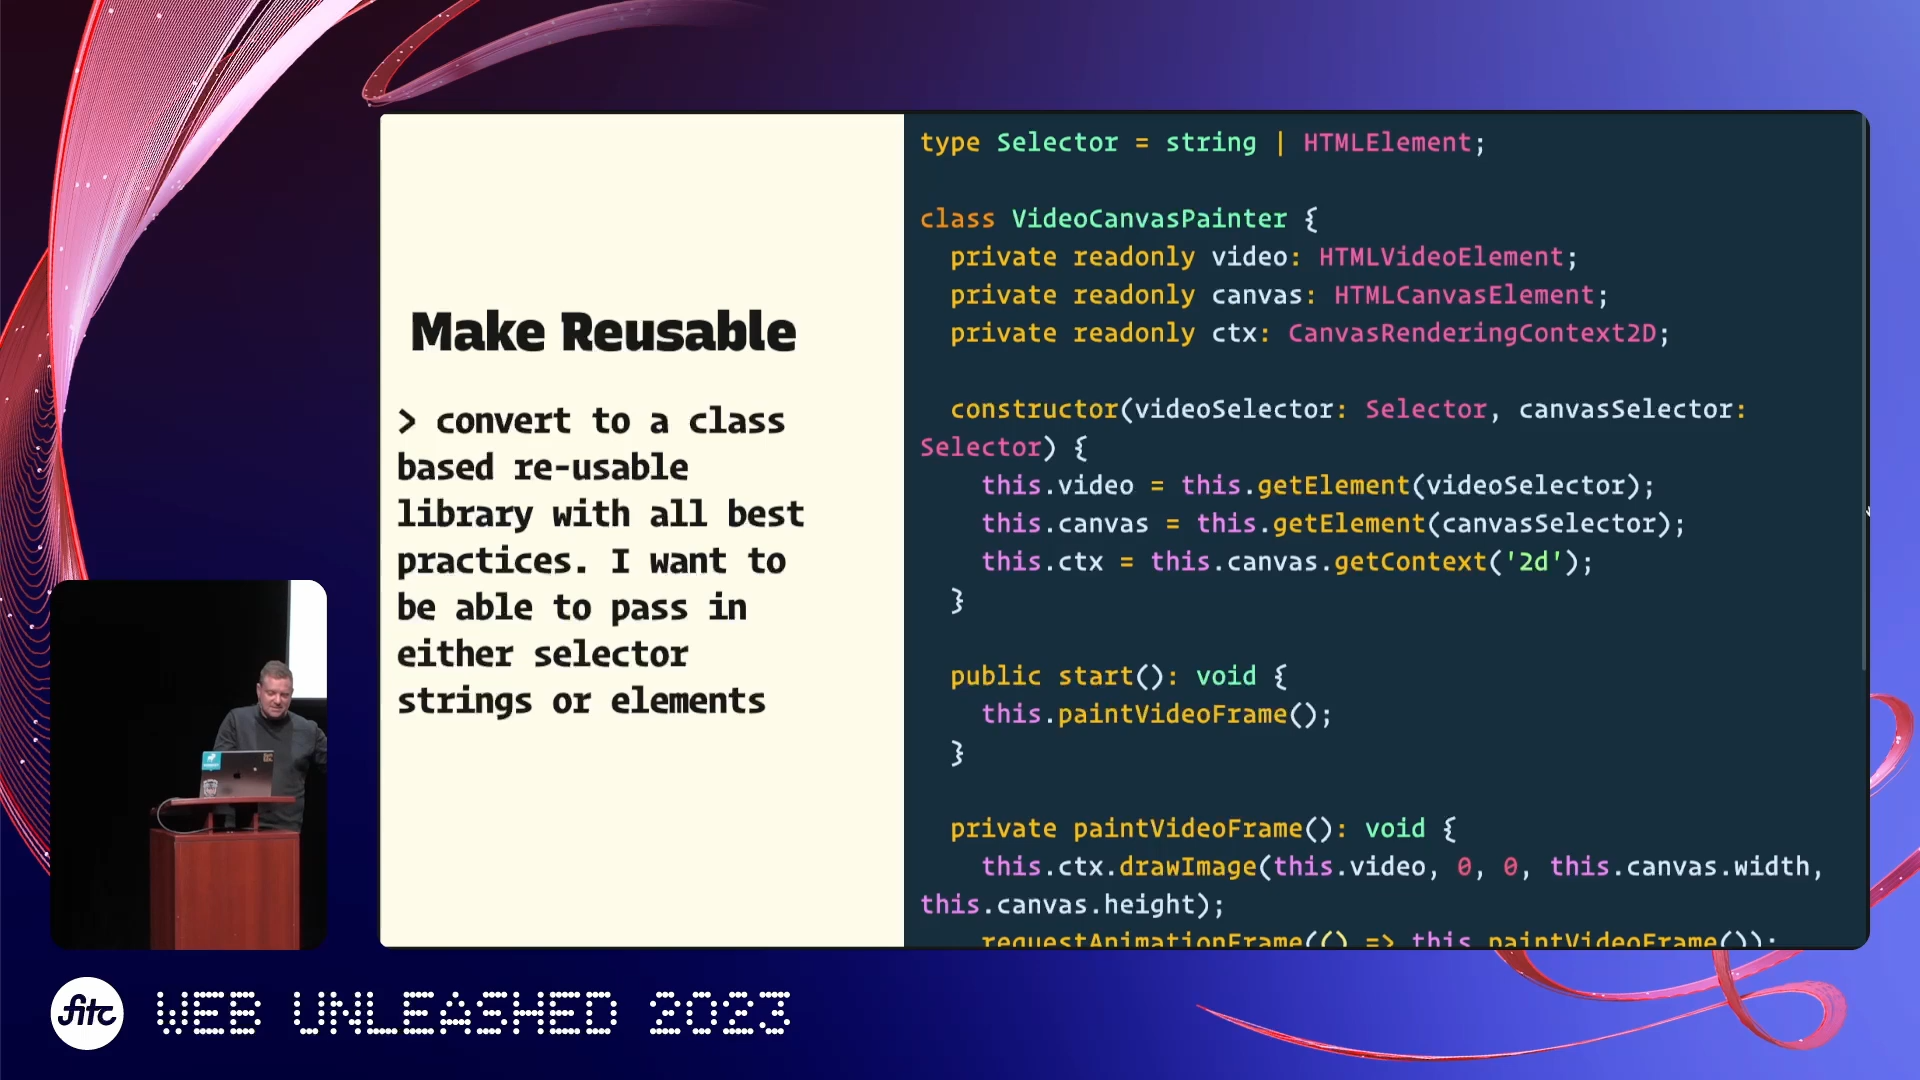 Make Reusable
> convert to a class
based re-usable
library with all best
practices. I want to
be able to pass in
either selector
strings or elements
type Selector = string | HTMLElement;
class VideoCanvasPainter {
private readonly video: HTMLVideoElement;
private readonly canvas: HTMLCanvasElement;
private readonly ctx: CanvasRenderingContext2D;
constructor(videoSelector: Selector, canvasSelector:
Selector) {
this.video = this.getElement(videoSelector);
this.canvas = this.getElement(canvasSelector);
this.ctx = this.canvas.getContext('2d');
}
public start(): void {
this.paintVideoFrame();
}
private paintVideoFrame(): void {
this.ctx.drawImage(this.video, 0, 0, this.canvas.width,
this.canvas.height);
requestAnimationFrame(() => this.paintVideoFrame());
fitc WEB UNLEASHED 2023